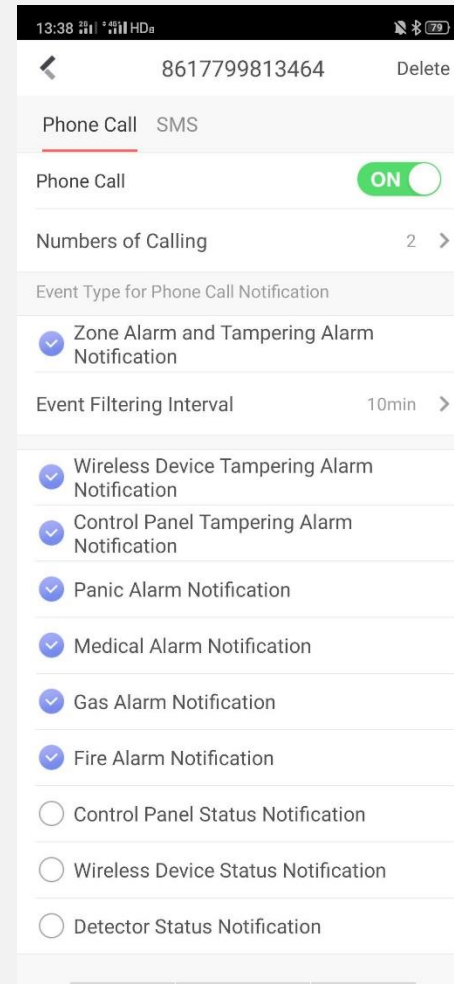 13:38 2G 4G HD
8617799813464 Delete
Phone Call SMS
Phone Call ON
Numbers of Calling 2
Event Type for Phone Call Notification
Zone Alarm and Tampering Alarm
Notification
Event Filtering Interval 10min
Wireless Device Tampering Alarm
Notification
Control Panel Tampering Alarm
Notification
Panic Alarm Notification
Medical Alarm Notification
Gas Alarm Notification
Fire Alarm Notification
Control Panel Status Notification
Wireless Device Status Notification
Detector Status Notification
79